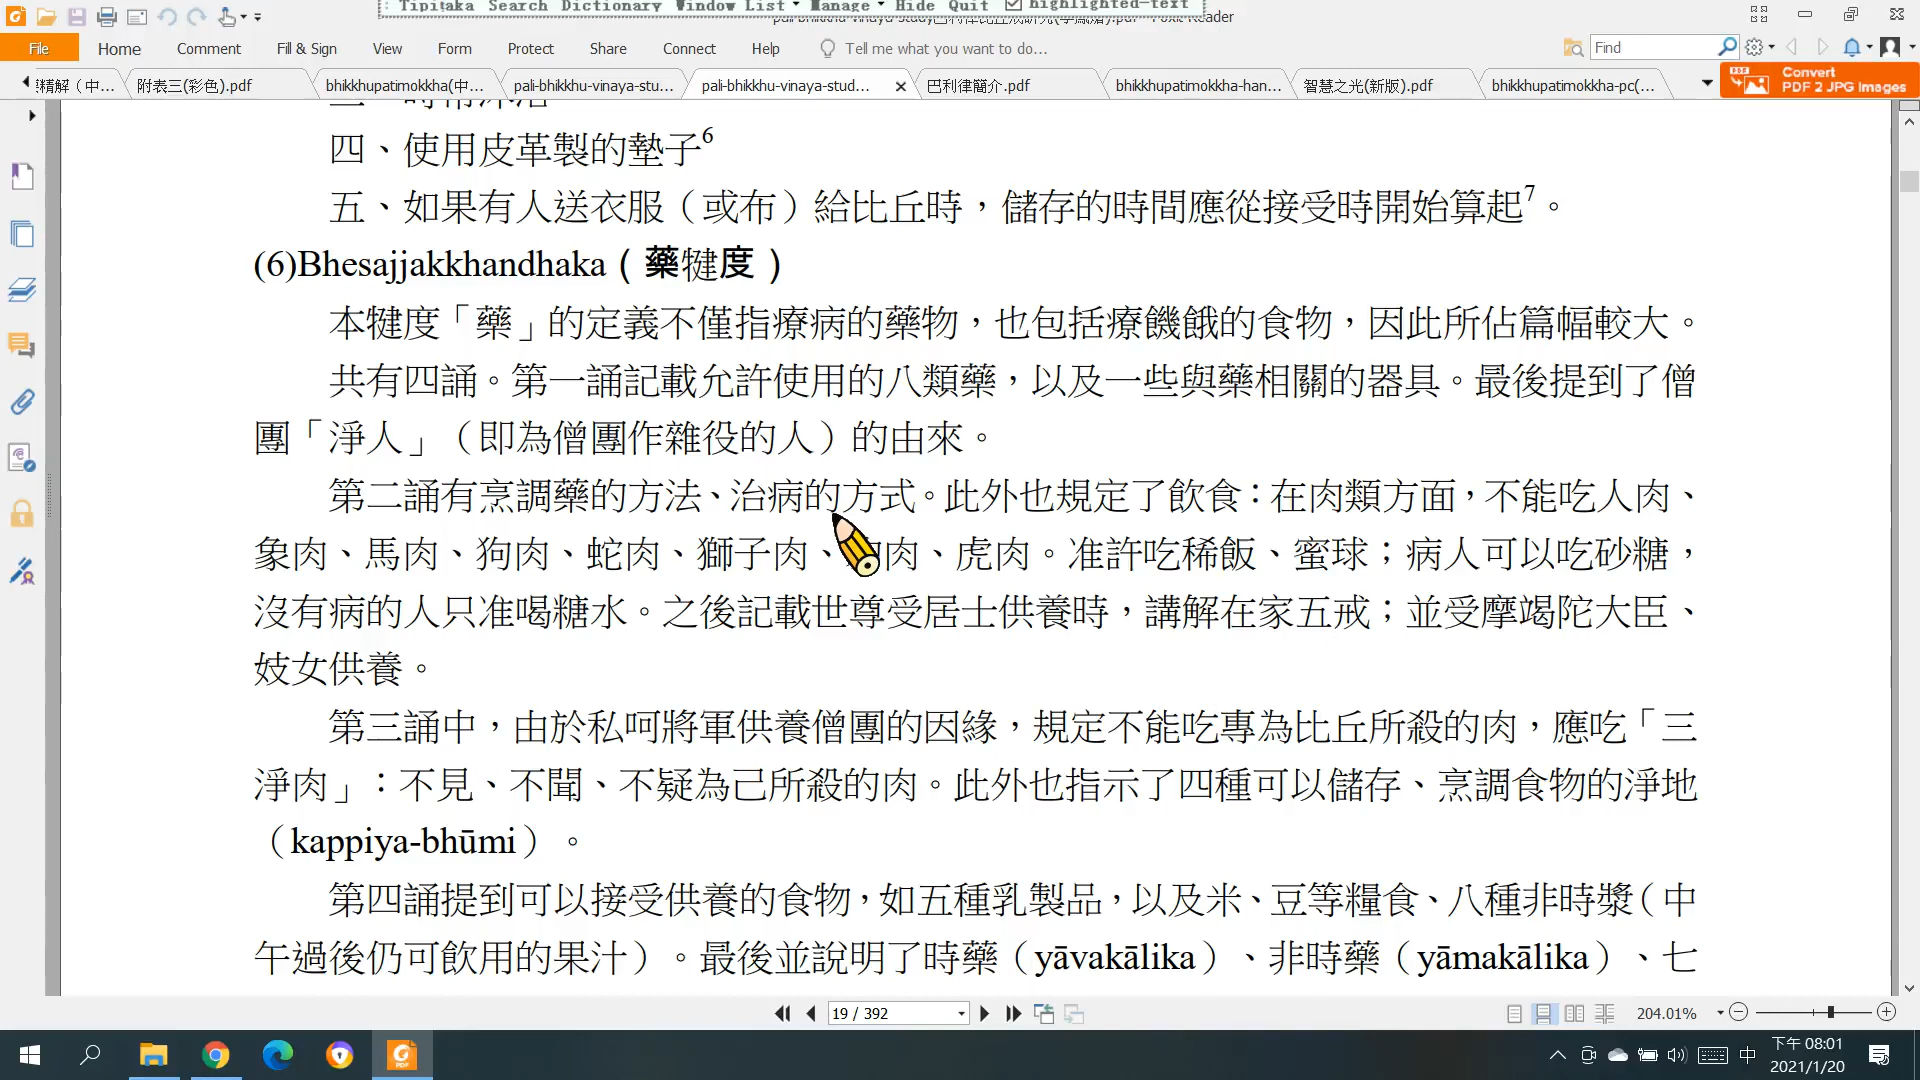 Tipiṭaka Search Dictionary Window List Manage Hide Quit highlighted-text
File Home Comment Fill & Sign View Form Protect Share Connect Help Tell me what you want to do... Find
附表三(彩色).pdf bhikkhupatimokkha(中... pali-bhikkhu-vinaya-stu... pali-bhikkhu-vinaya-stud... 巴利律簡介.pdf bhikkhupatimokkha-han... 智慧之光(新版).pdf bhikkhupatimokkha-pc(...
Convert
PDF 2 JPG Images
四、使用皮革製的墊子6
五、如果有人送衣服（或布）給比丘時，儲存的時間應從接受時開始算起7。
(6)Bhesajjakkhandhaka（藥犍度）
本犍度「藥」的定義不僅指療病的藥物，也包括療饑餓的食物，因此所佔篇幅較大。
共有四誦。第一誦記載允許使用的八類藥，以及一些與藥相關的器具。最後提到了僧
團「淨人」（即為僧團作雜役的人）的由來。
第二誦有烹調藥的方法、治病的方式。此外也規定了飲食：在肉類方面，不能吃人肉、
象肉、馬肉、狗肉、蛇肉、獅子肉、肉、虎肉。准許吃稀飯、蜜球；病人可以吃砂糖，
沒有病的人只准喝糖水。之後記載世尊受居士供養時，講解在家五戒；並受摩竭陀大臣、
妓女供養。
第三誦中，由於私呵將軍供養僧團的因緣，規定不能吃專為比丘所殺的肉，應吃「三
淨肉」：不見、不聞、不疑為己所殺的肉。此外也指示了四種可以儲存、烹調食物的淨地
（kappiya-bhūmi）。
第四誦提到可以接受供養的食物，如五種乳製品，以及米、豆等糧食、八種非時漿（中
午過後仍可飲用的果汁）。最後並說明了時藥（yāvakālika）、非時藥（yāmakālika）、七
19 / 392 204.01%
中 下午 08:01
2021/1/20